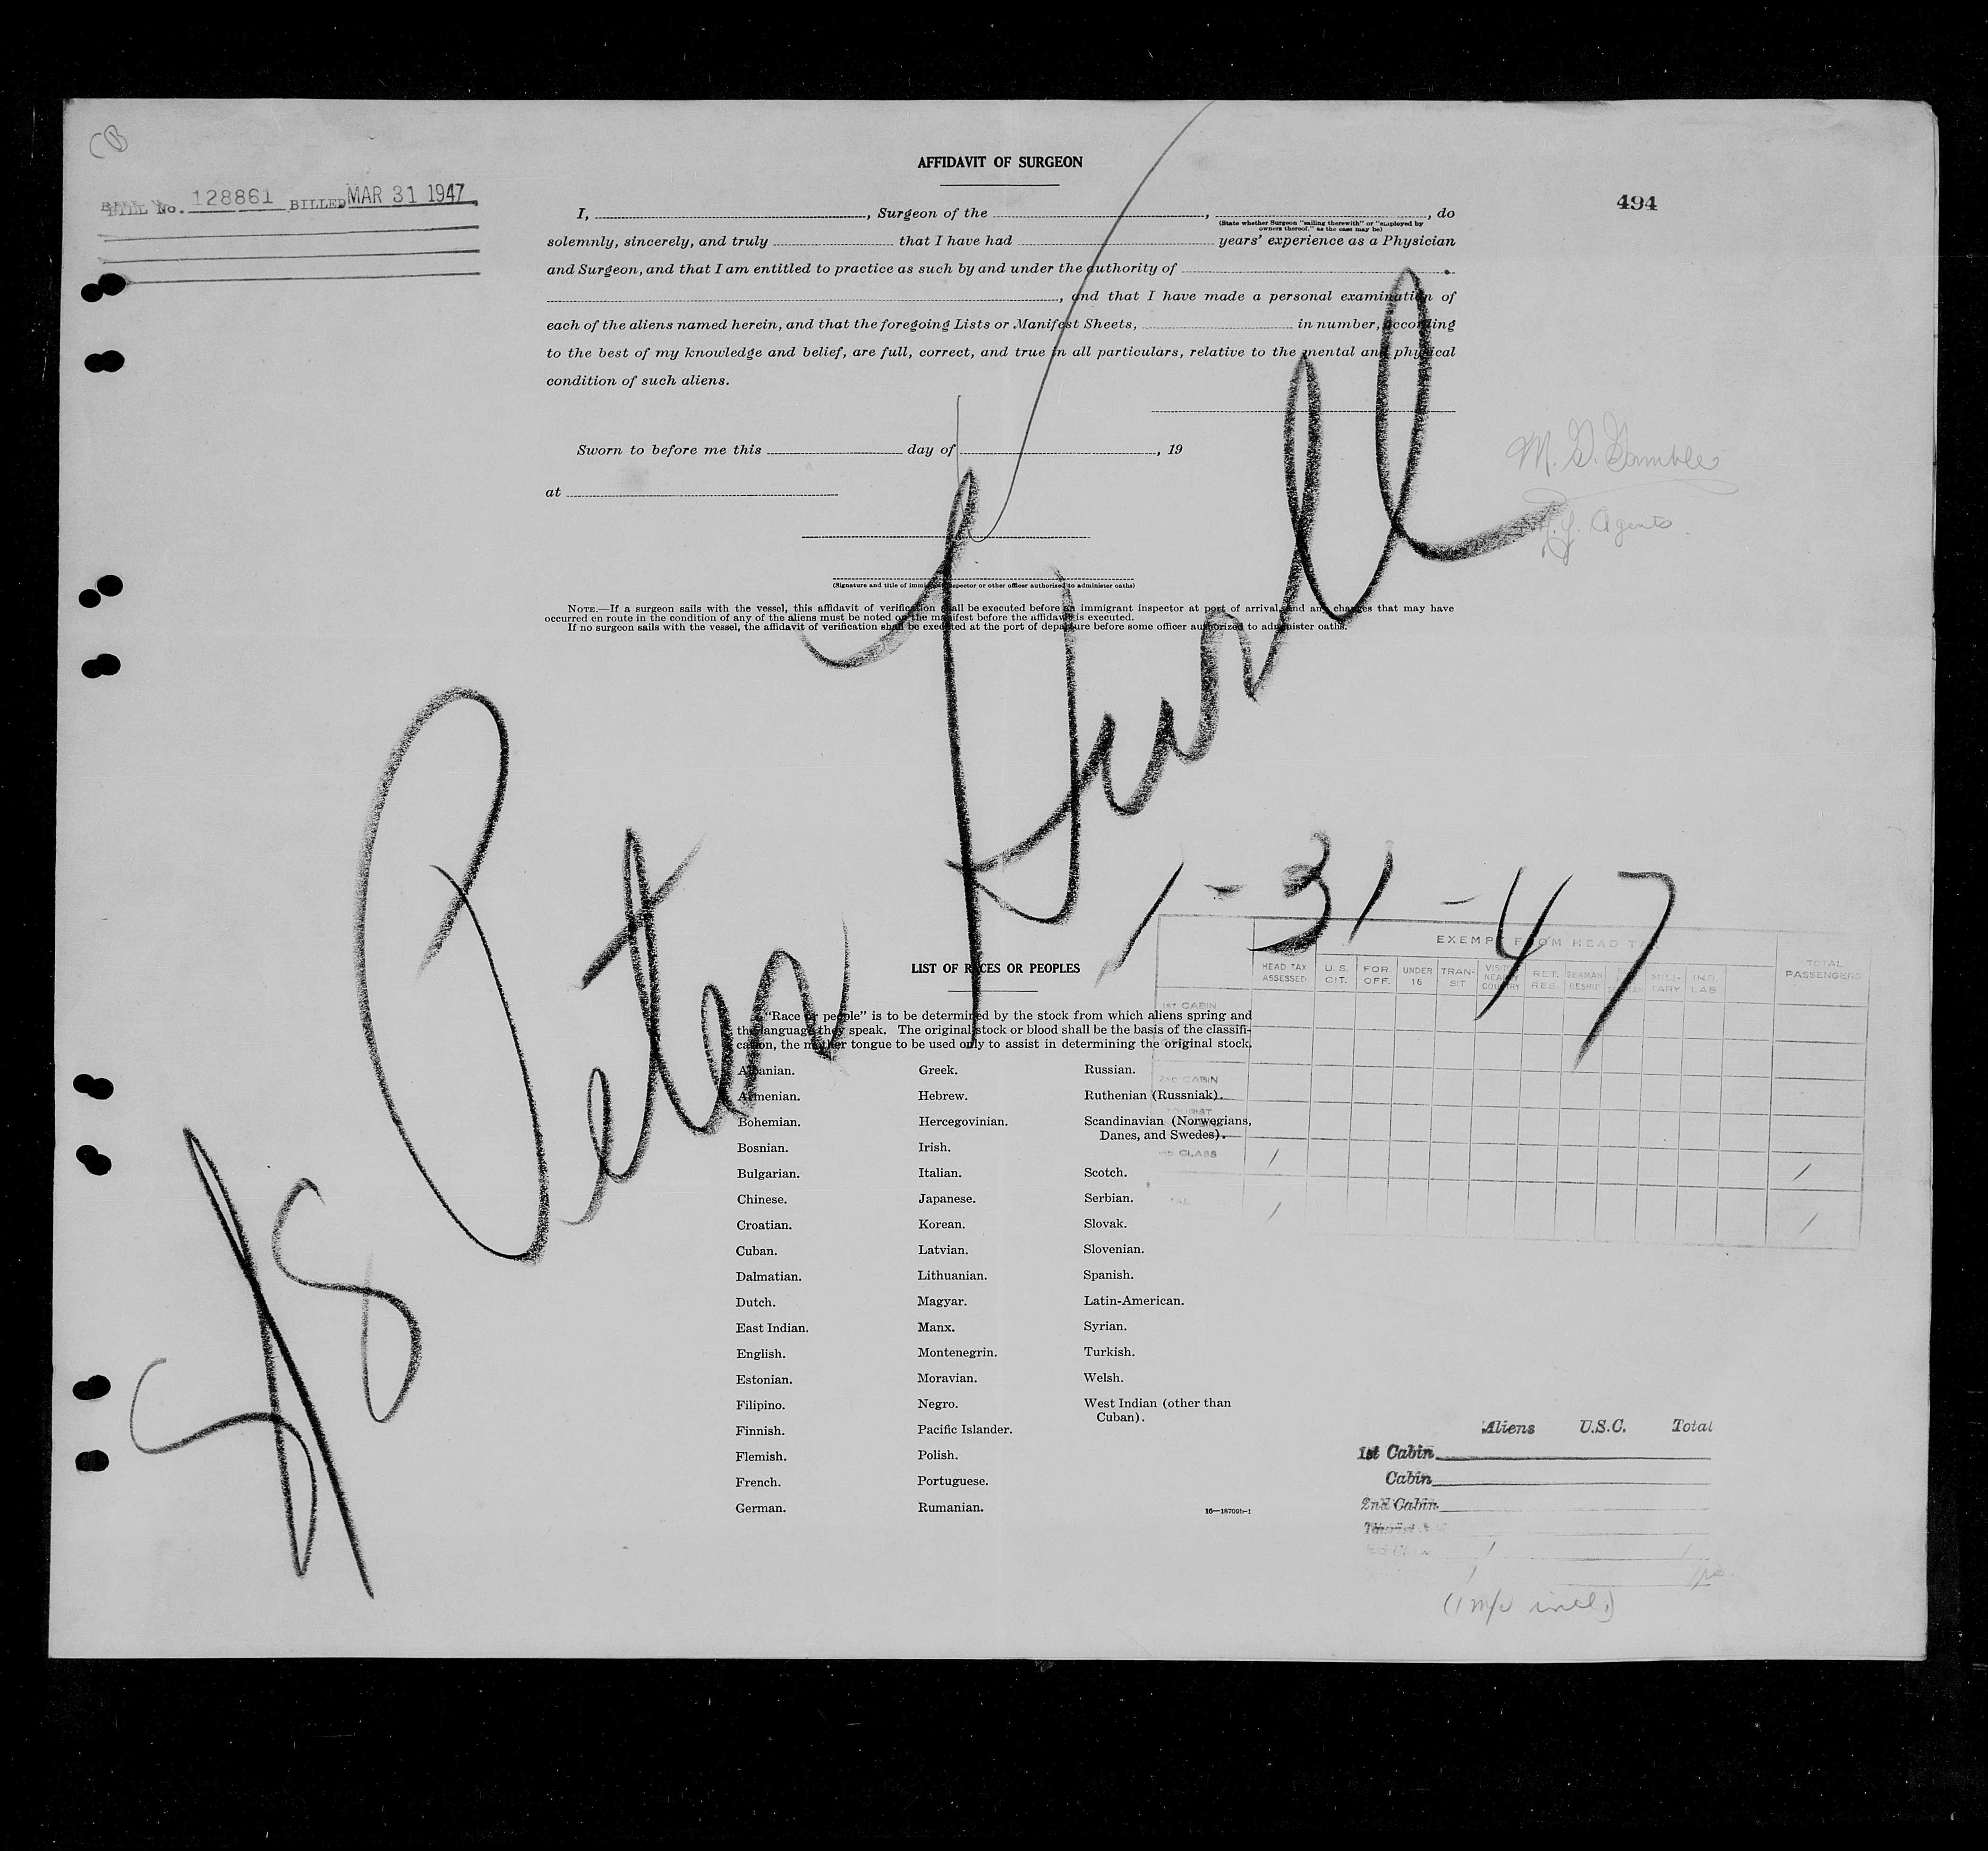 CB
BILL No. 128861 BILLED MAR 31 1947
494
AFFIDAVIT OF SURGEON
I, , Surgeon of the , , do
(State whether Surgeon "sailing therewith" or "employed by
owners thereof," as the case may be)
solemnly, sincerely, and truly that I have had years' experience as a Physician
and Surgeon, and that I am entitled to practice as such by and under the authority of
, and that I have made a personal examination of
each of the aliens named herein, and that the foregoing Lists or Manifest Sheets, in number, according
to the best of my knowledge and belief, are full, correct, and true in all particulars, relative to the mental and physical
condition of such aliens.
Sworn to before me this day of , 19
at
M. G. Gamble
N.Y. Agents
(Signature and title of immigrant inspector or other officer authorized to administer oaths)
NOTE.—If a surgeon sails with the vessel, this affidavit of verification shall be executed before an immigrant inspector at port of arrival, and any changes that may have
occurred en route in the condition of any of the aliens must be noted on the manifest before the affidavit is executed.
If no surgeon sails with the vessel, the affidavit of verification shall be executed at the port of departure before some officer authorized to administer oaths.
S/S Peter
1-31-47
LIST OF RACES OR PEOPLES
"Race or people" is to be determined by the stock from which aliens spring and
the language they speak. The original stock or blood shall be the basis of the classifi-
cation, the mother tongue to be used only to assist in determining the original stock.
Albanian. Greek. Russian.
Armenian. Hebrew. Ruthenian (Russniak).
Bohemian. Hercegovinian. Scandinavian (Norwegians,
Danes, and Swedes).
Bosnian. Irish.
Bulgarian. Italian. Scotch.
Chinese. Japanese. Serbian.
Croatian. Korean. Slovak.
Cuban. Latvian. Slovenian.
Dalmatian. Lithuanian. Spanish.
Dutch. Magyar. Latin-American.
East Indian. Manx. Syrian.
English. Montenegrin. Turkish.
Estonian. Moravian. Welsh.
Filipino. Negro. West Indian (other than
Cuban).
Finnish. Pacific Islander.
Flemish. Polish.
French. Portuguese.
German. Rumanian.
16—18709b-1
EXEMPT FROM HEAD TAX
HEAD TAX ASSESSED U.S. CIT. FOR. OFF. UNDER 16 TRAN-SIT RET. RES. SEAMAN RESHIP MILI-TARY INS LAB TOTAL PASSENGERS
1ST CABIN
2ND CABIN
TOURIST
CLASS 1 1
1 1
Aliens U.S.C. Total
1st Cabin
Cabin
2nd Cabin
1 1
1
(1 m/c incl.)